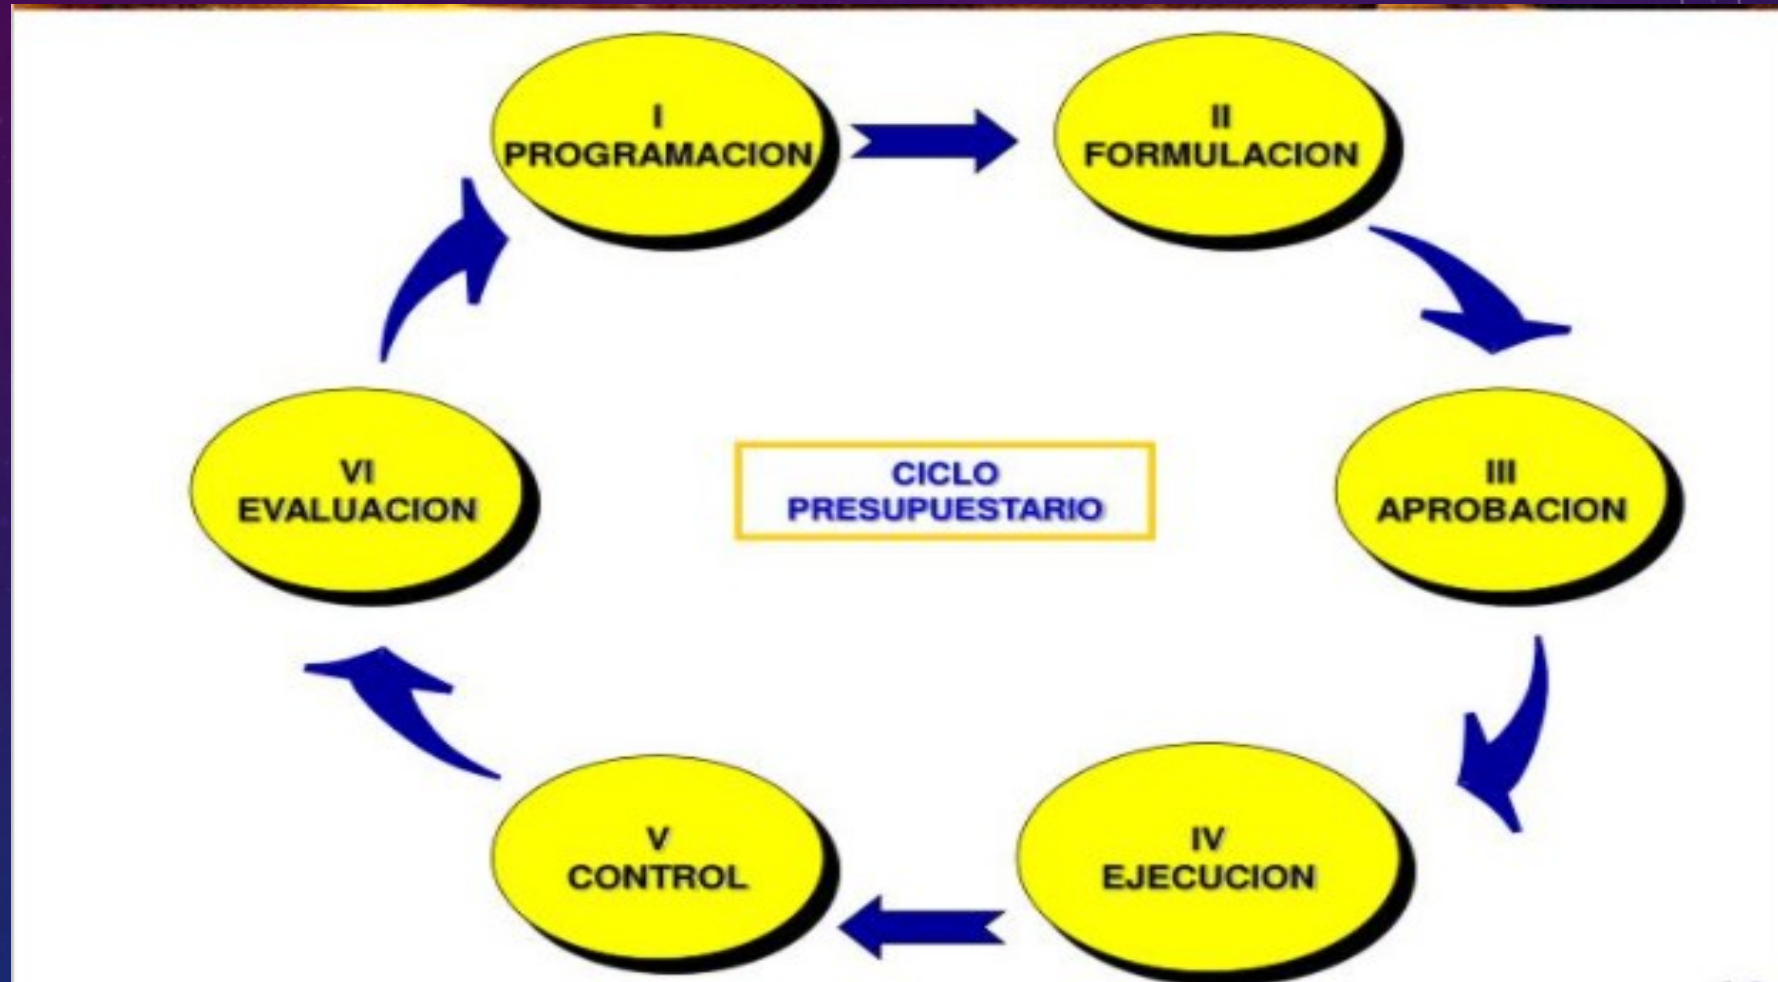 I
PROGRAMACION
II
FORMULACION
VI
EVALUACION
CICLO
PRESUPUESTARIO
III
APROBACION
V
CONTROL
IV
EJECUCION